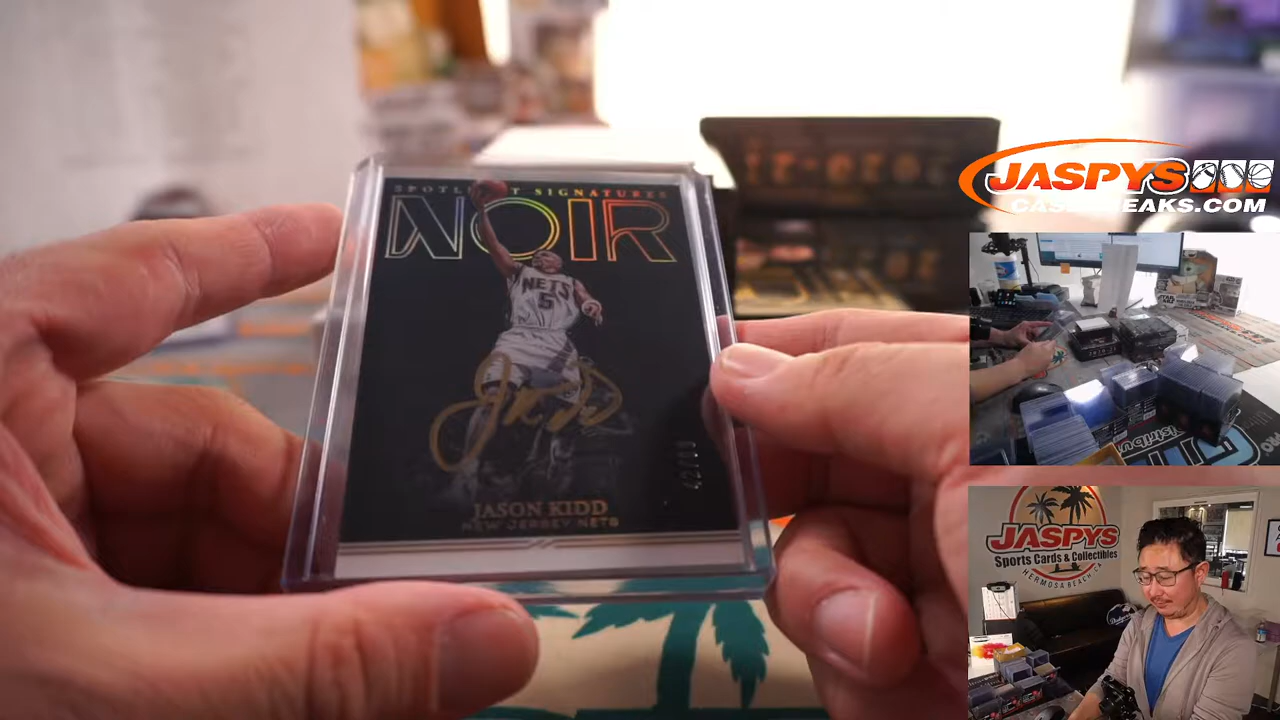 SPOTLIGHT SIGNATURES
NOIR
NETS
5
JASON KIDD
NEW JERSEY NETS
JASPYS
CASEBREAKS.COM
JASPYS
Sports Cards & Collectibles
HERMOSA BEACH, CA
Dodgers